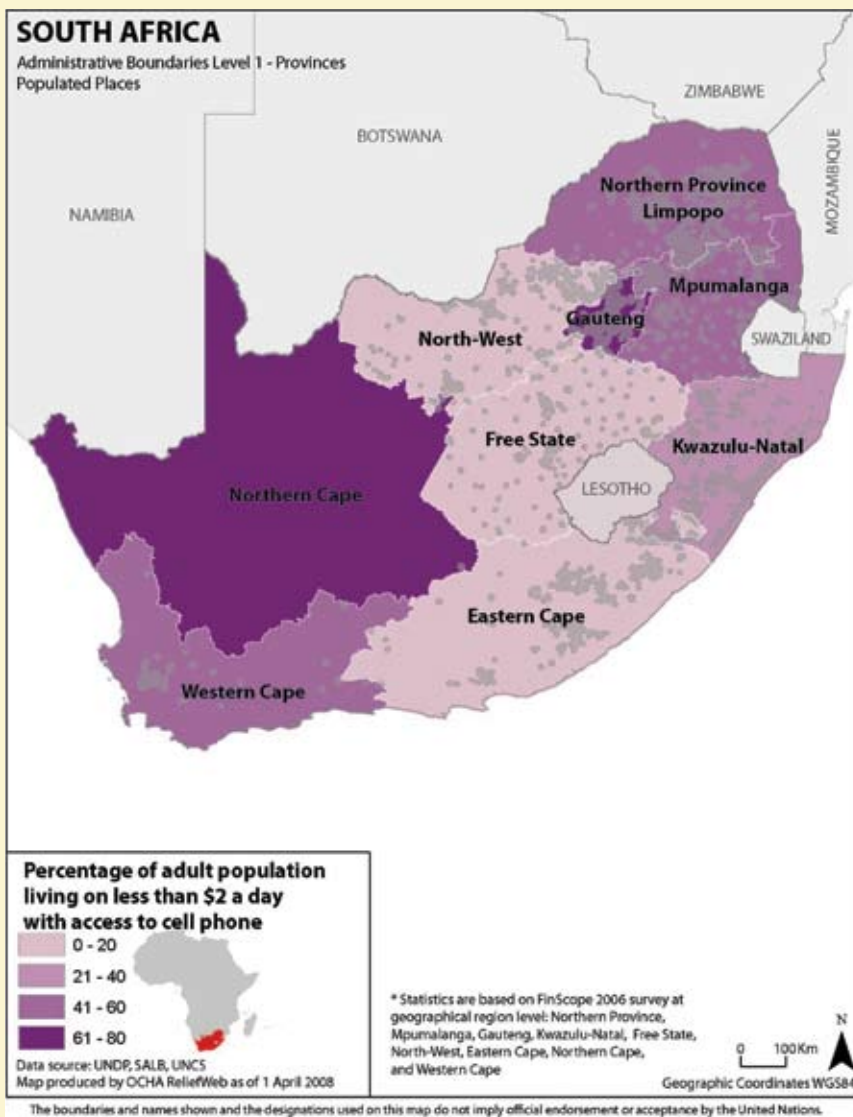 SOUTH AFRICA
Administrative Boundaries Level 1 - Provinces
Populated Places
ZIMBABWE
BOTSWANA
MOZAMBIQUE
NAMIBIA
Northern Province
Limpopo
Mpumalanga
Gauteng
North-West
SWAZILAND
Free State
Kwazulu-Natal
LESOTHO
Northern Cape
Eastern Cape
Western Cape
Percentage of adult population
living on less than $2 a day
with access to cell phone
0 - 20
21 - 40
41 - 60
61 - 80
Data source: UNDP, SALB, UNCS
Map produced by OCHA ReliefWeb as of 1 April 2008
* Statistics are based on FinScope 2006 survey at
geographical region level: Northern Province,
Mpumalanga, Gauteng, Kwazulu-Natal, Free State,
North-West, Eastern Cape, Northern Cape,
and Western Cape
N
0 100 Km
Geographic Coordinates WGS84
The boundaries and names shown and the designations used on this map do not imply official endorsement or acceptance by the United Nations.